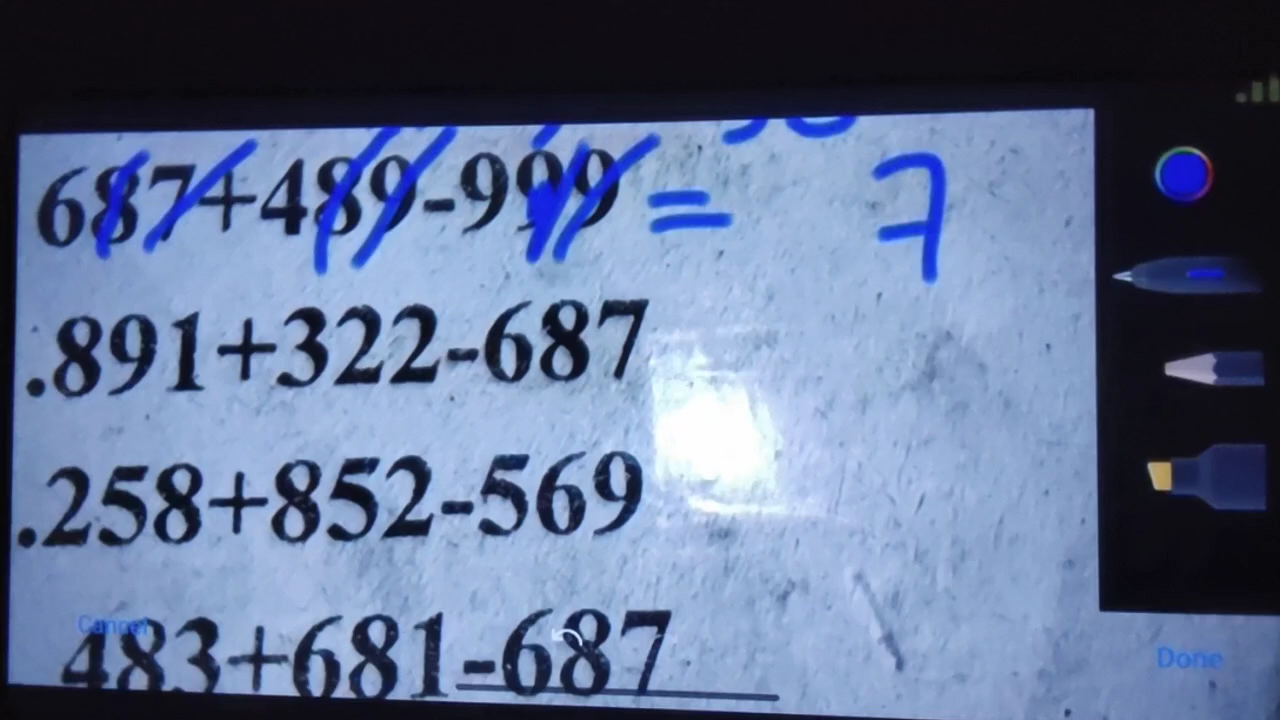 687+489-999 = 7
.891+322-687
.258+852-569
483+681-687
Cancel
Done